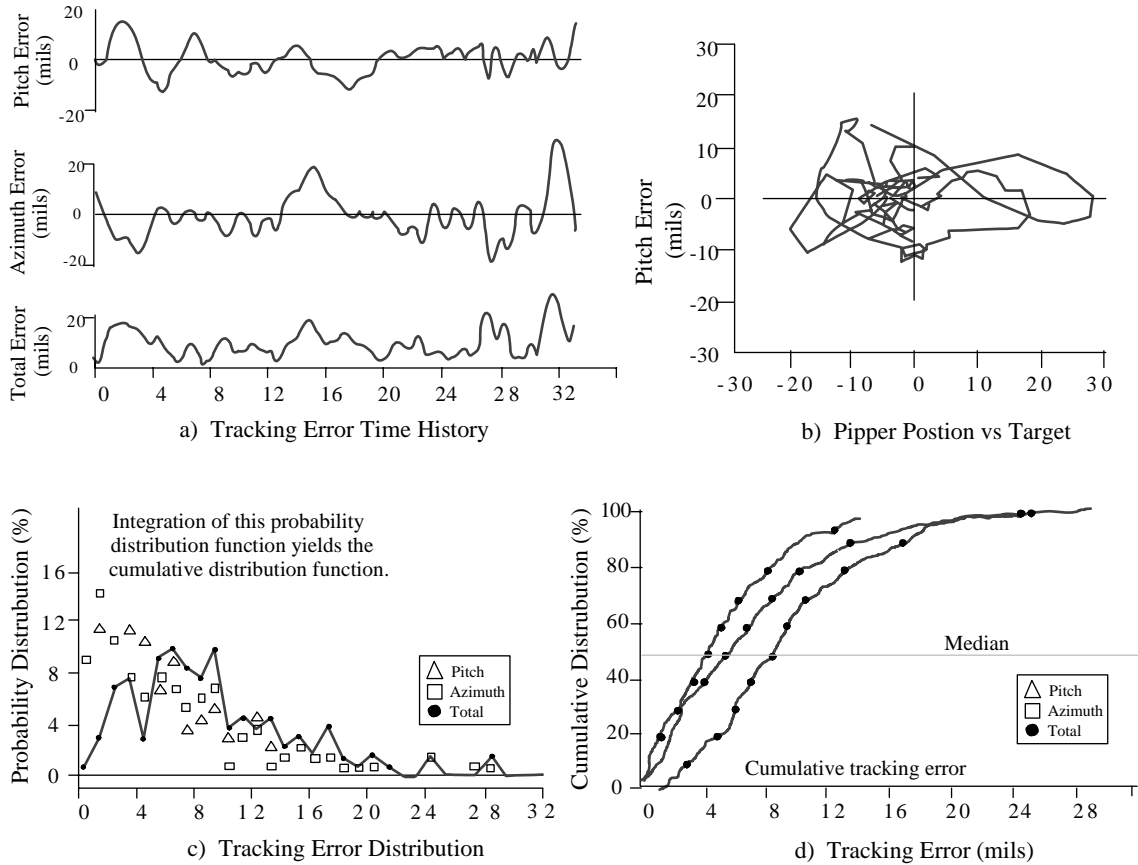 20
0
-20
Pitch Error
(mils)
20
0
-20
Azimuth Error
(mils)
20
0
Total Error
(mils)
0 4 8 12 16 20 24 28 32
a) Tracking Error Time History
30
20
10
0
-10
-20
-30
Pitch Error
(mils)
-30 -20 -10 0 10 20 30
b) Pipper Postion vs Target
Probability Distrubution (%)
Integration of this probability
distribution function yields the
cumulative distribution function.
16
12
8
4
0
Pitch
Azimuth
Total
0 4 8 12 16 20 24 28 32
c) Tracking Error Distribution
Cumulative Distrubution (%)
100
80
60
40
20
0
Median
Pitch
Azimuth
Total
Cumulative tracking error
0 4 8 12 16 20 24 28
d) Tracking Error (mils)